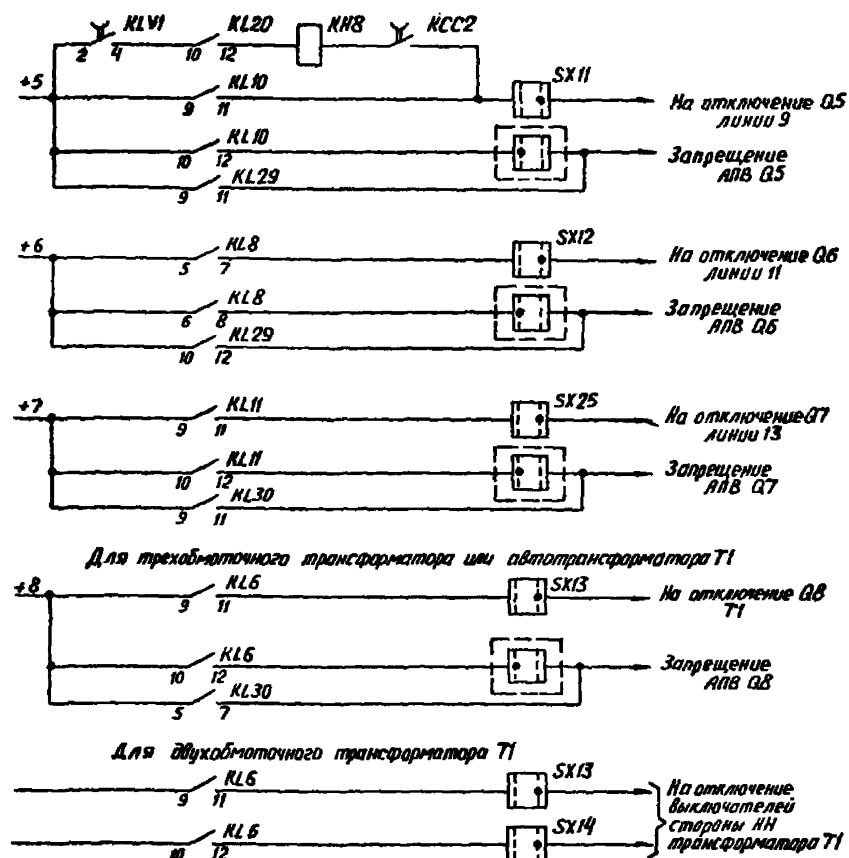 KLV1 KL20 КН8 КСС2
2 4 10 12
+5 KL10 SX11
9 11 На отключение Q5
линии 9
KL10
10 12 Запрещение
АПВ Q5
KL29
9 11
+6 KL8 SX12
5 7 На отключение Q6
линии 11
KL8
6 8 Запрещение
АПВ Q6
KL29
10 12
+7 KL11 SX25
9 11 На отключение Q7
линии 13
KL11
10 12 Запрещение
АПВ Q7
KL30
9 11
Для трехобмоточного трансформатора или автотрансформатора Т1
+8 KL6 SX13
9 11 На отключение Q8
Т1
KL6
10 12 Запрещение
АПВ Q8
KL30
5 7
Для двухобмоточного трансформатора Т1
KL6 SX13
9 11 На отключение
выключателей
стороны НН
трансформатора Т1
KL6 SX14
10 12